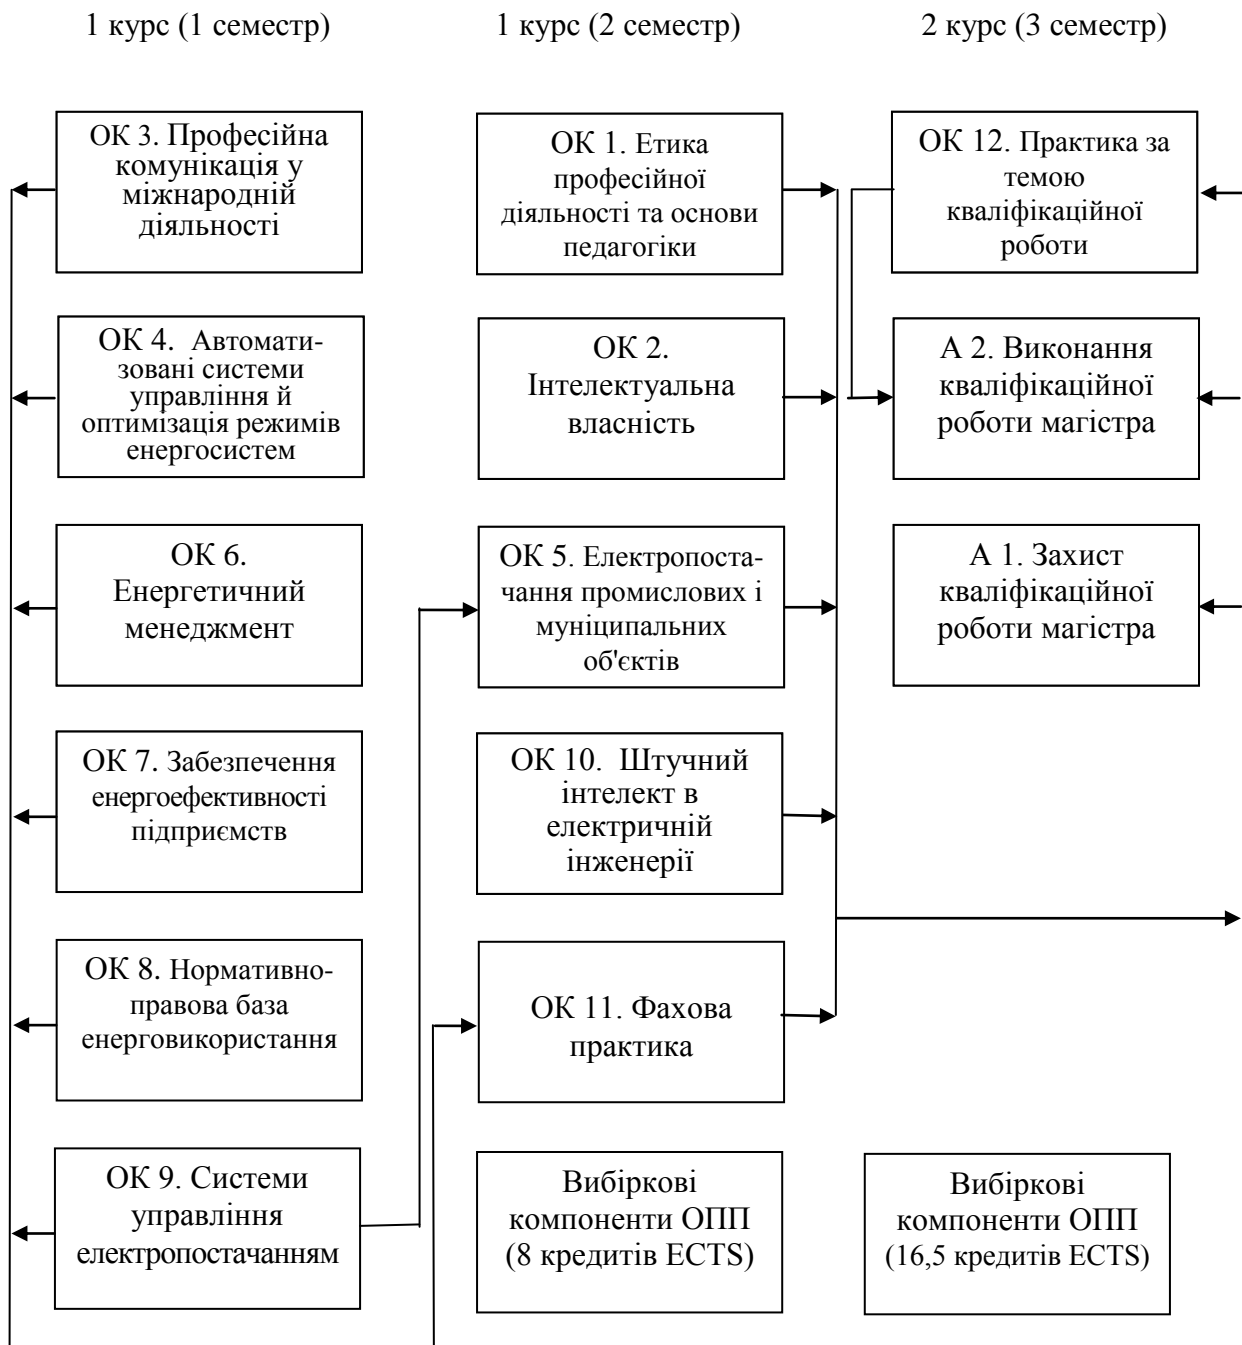 1 курс (1 семестр)
1 курс (2 семестр)
2 курс (3 семестр)
ОК 3. Професійна
комунікація у
міжнародній
діяльності
ОК 1. Етика
професійної
діяльності та основи
педагогіки
ОК 12. Практика за
темою
кваліфікаційної
роботи
ОК 4. Автомати-
зовані системи
управління й
оптимізація режимів
енергосистем
ОК 2.
Інтелектуальна
власність
А 2. Виконання
кваліфікаційної
роботи магістра
ОК 6.
Енергетичний
менеджмент
ОК 5. Електропоста-
чання промислових і
муніципальних
об'єктів
А 1. Захист
кваліфікаційної
роботи магістра
ОК 7. Забезпечення
енергоефективності
підприємств
ОК 10. Штучний
інтелект в
електричній
інженерії
ОК 8. Нормативно-
правова база
енерговикористання
ОК 11. Фахова
практика
ОК 9. Системи
управління
електропостачанням
Вибіркові
компоненти ОПП
(8 кредитів ECTS)
Вибіркові
компоненти ОПП
(16,5 кредитів ECTS)